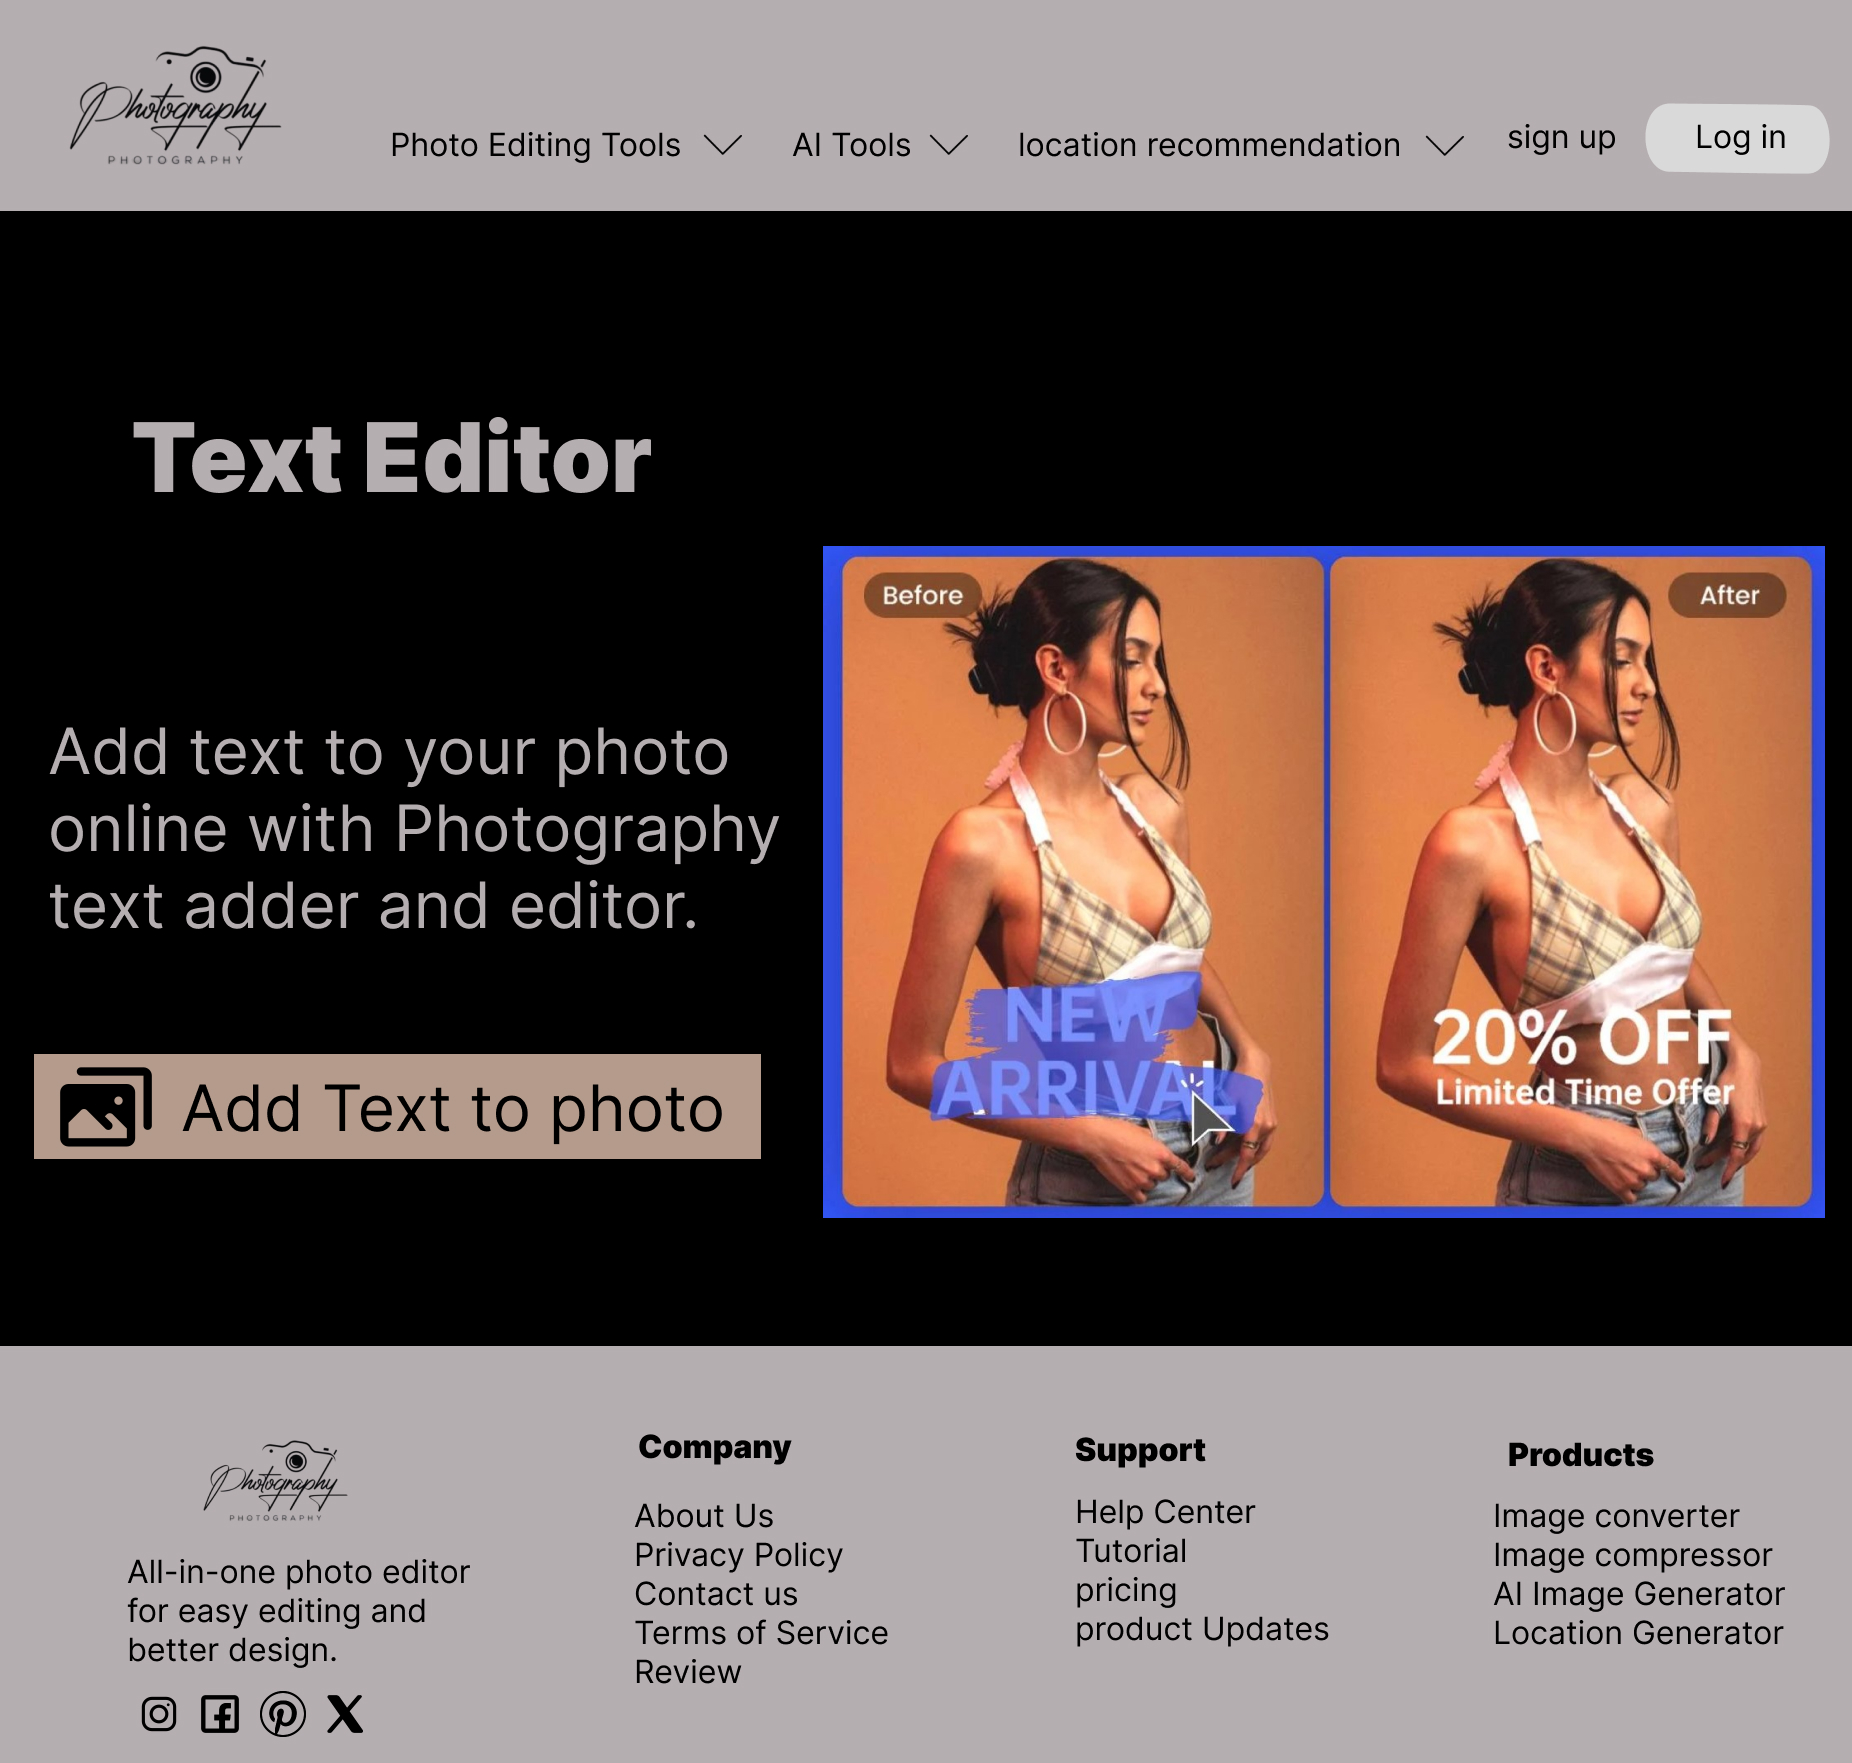 Photography
PHOTOGRAPHY
Photo Editing Tools
AI Tools
location recommendation
sign up
Log in
Text Editor
Add text to your photo
online with Photography
text adder and editor.
Add Text to photo
Before
NEW
ARRIVAL
After
20% OFF
Limited Time Offer
Photography
PHOTOGRAPHY
All-in-one photo editor
for easy editing and
better design.
Company
About Us
Privacy Policy
Contact us
Terms of Service
Review
Support
Help Center
Tutorial
pricing
product Updates
Products
Image converter
Image compressor
AI Image Generator
Location Generator